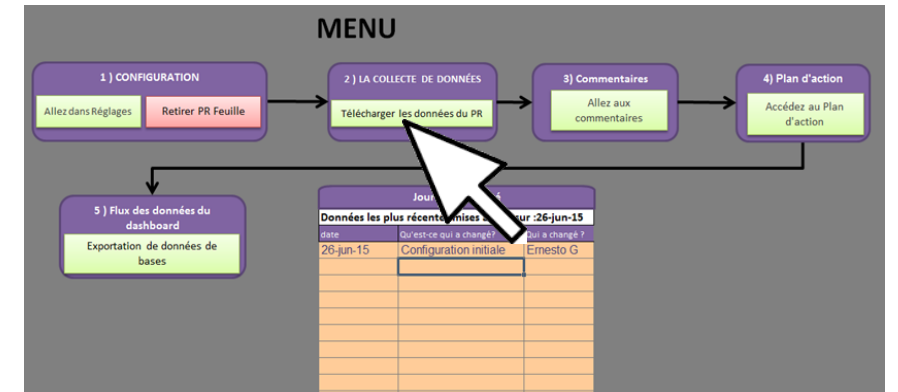 MENU
1 ) CONFIGURATION
Allez dans Réglages
Retirer PR Feuille
2 ) LA COLLECTE DE DONNÉES
Télécharger les données du PR
3) Commentaires
Allez aux
commentaires
4) Plan d'action
Accédez au Plan
d'action
5 ) Flux des données du
dashboard
Exportation de données de
bases
Données les plus récentes mises sur :26-jun-15
date Qu'est-ce qui a changé? Qui a changé ?
26-jun-15 Configuration initiale Ernesto G